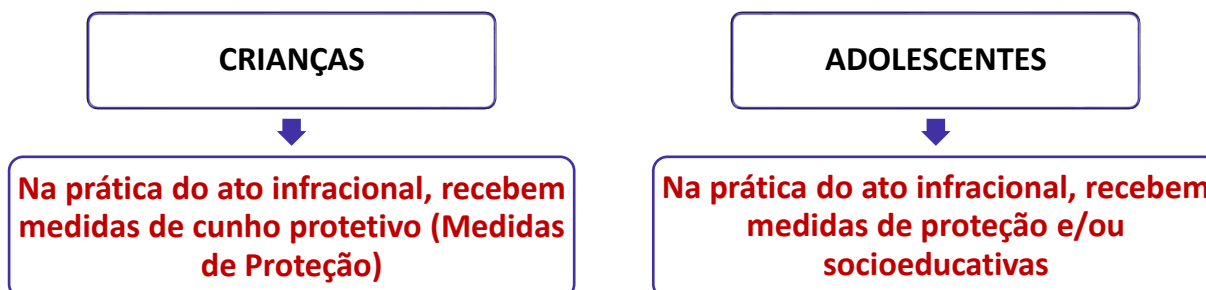 CRIANÇAS
Na prática do ato infracional, recebem
medidas de cunho protetivo (Medidas
de Proteção)
ADOLESCENTES
Na prática do ato infracional, recebem
medidas de proteção e/ou
socioeducativas